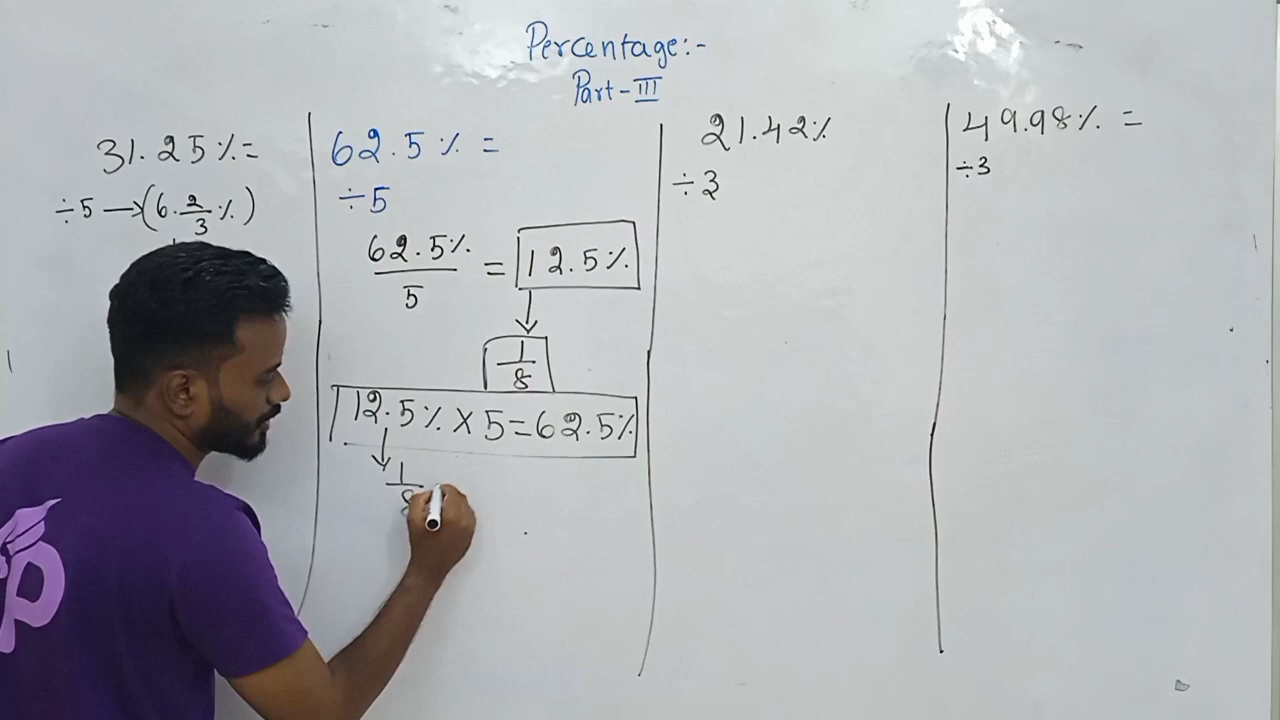 Percentage:-
Part-III
31.25%=
÷5 → (6.2/3%)
62.5% =
÷5
62.5%/5 = 12.5%
1/8
12.5% × 5=62.5%
1/8
21.42%
÷3
49.98% =
÷3